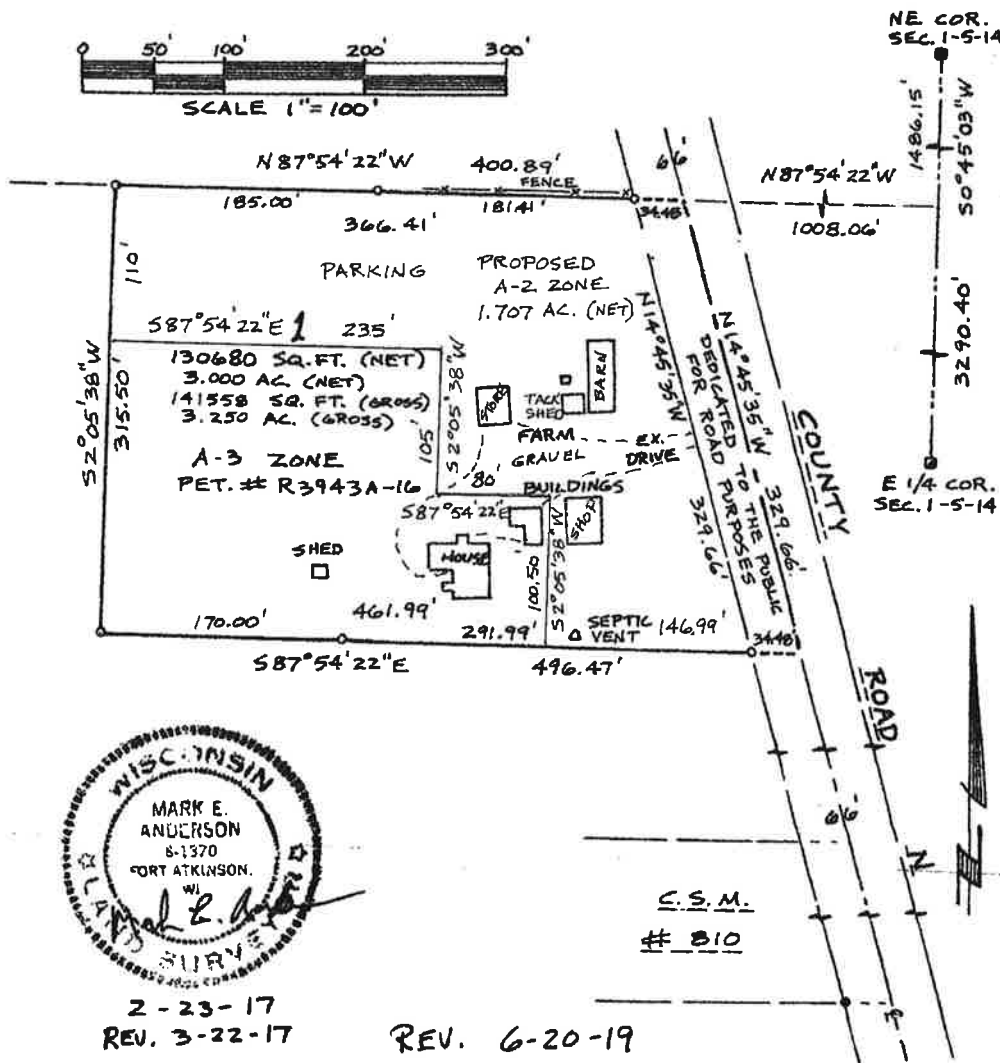 0 50' 100' 200' 300'
SCALE 1"=100'
NE COR.
SEC. 1-5-14
1486.15'
S0°45'03"W
3290.40'
E 1/4 COR.
SEC. 1-5-14
N87°54'22"W 400.89'
FENCE
185.00' 181.41' 34.48'
366.41'
66'
N87°54'22"W
1008.06'
110'
PARKING
PROPOSED
A-2 ZONE
1.707 AC. (NET)
S87°54'22"E 1 235'
130680 SQ.FT. (NET)
3.000 AC. (NET)
141558 SQ. FT. (GROSS)
3.250 AC. (GROSS)
A-3 ZONE
PET. # R3943A-16
S2°05'38"W
315.50'
S2°05'38"W
105'
STORE
TACK
SHED
BARN
FARM
GRAVEL
EX.
DRIVE
80'
BUILDINGS
S87°54'22"E
SHOP
HOUSE
SHED
100.50
S2°05'38"W
N14°45'35"W
329.66'
N14°45'35"W - 329.66'
DEDICATED TO THE PUBLIC
FOR ROAD PURPOSES
COUNTY
ROAD
N
461.99'
170.00' 291.99'
SEPTIC
VENT
146.99'
34.48'
S87°54'22"E 496.47'
66'
C.S.M.
# 810
WISCONSIN
MARK E.
ANDERSON
S-1370
FORT ATKINSON,
WI
LAND SURVEYOR
2-23-17
REV. 3-22-17
REV. 6-20-19